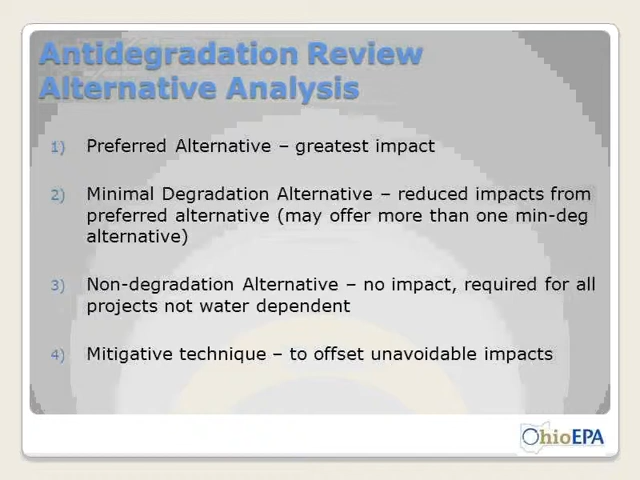 Antidegradation Review
Alternative Analysis
1) Preferred Alternative – greatest impact
2) Minimal Degradation Alternative – reduced impacts from
preferred alternative (may offer more than one min-deg
alternative)
3) Non-degradation Alternative – no impact, required for all
projects not water dependent
4) Mitigative technique – to offset unavoidable impacts
OhioEPA